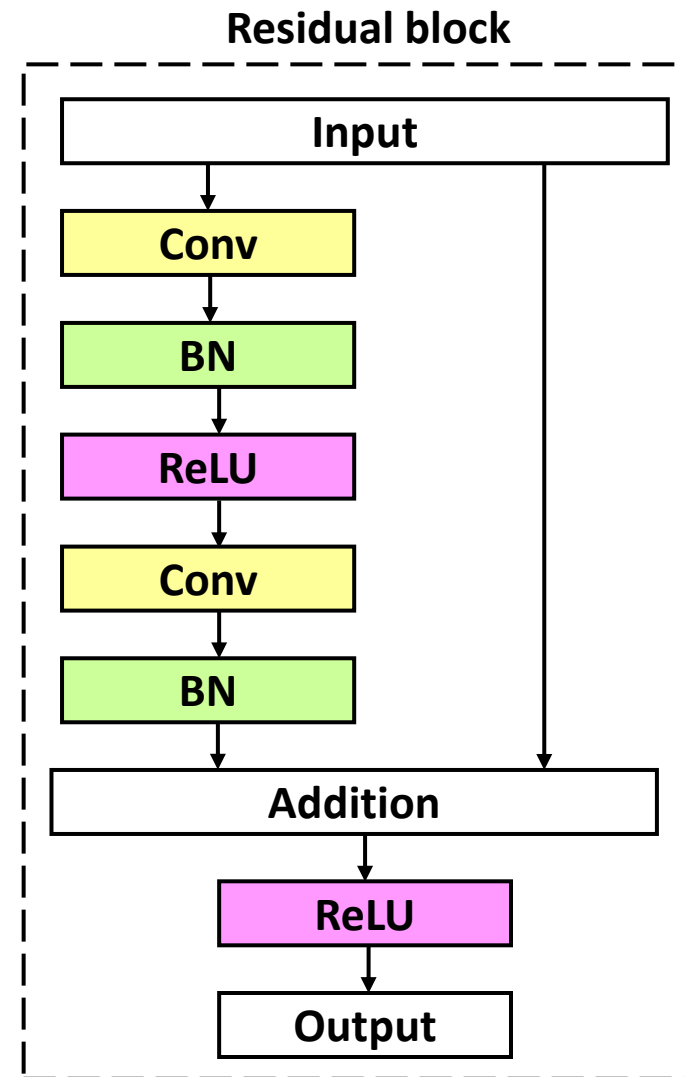 Residual block
Input
Conv
BN
ReLU
Conv
BN
Addition
ReLU
Output